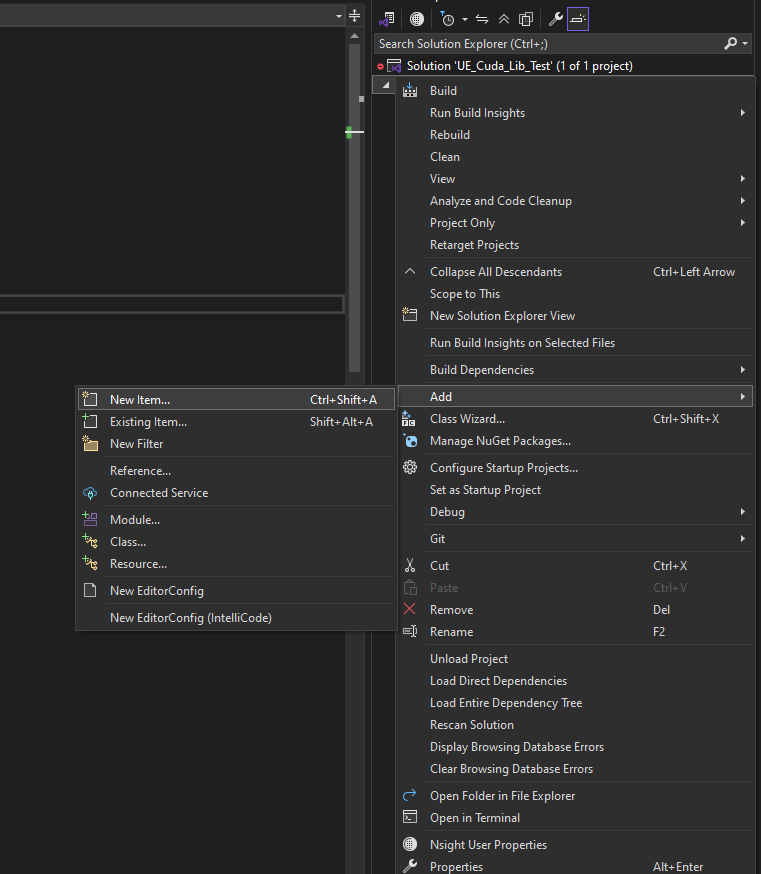 Search Solution Explorer (Ctrl+;)
Solution 'UE_Cuda_Lib_Test' (1 of 1 project)
Build
Run Build Insights
Rebuild
Clean
View
Analyze and Code Cleanup
Project Only
Retarget Projects
Collapse All Descendants Ctrl+Left Arrow
Scope to This
New Solution Explorer View
Run Build Insights on Selected Files
Build Dependencies
Add
Class Wizard... Ctrl+Shift+X
Manage NuGet Packages...
Configure Startup Projects...
Set as Startup Project
Debug
Git
Cut Ctrl+X
Paste Ctrl+V
Remove Del
Rename F2
Unload Project
Load Direct Dependencies
Load Entire Dependency Tree
Rescan Solution
Display Browsing Database Errors
Clear Browsing Database Errors
Open Folder in File Explorer
Open in Terminal
Nsight User Properties
Properties Alt+Enter
New Item... Ctrl+Shift+A
Existing Item... Shift+Alt+A
New Filter
Reference...
Connected Service
Module...
Class...
Resource...
New EditorConfig
New EditorConfig (IntelliCode)